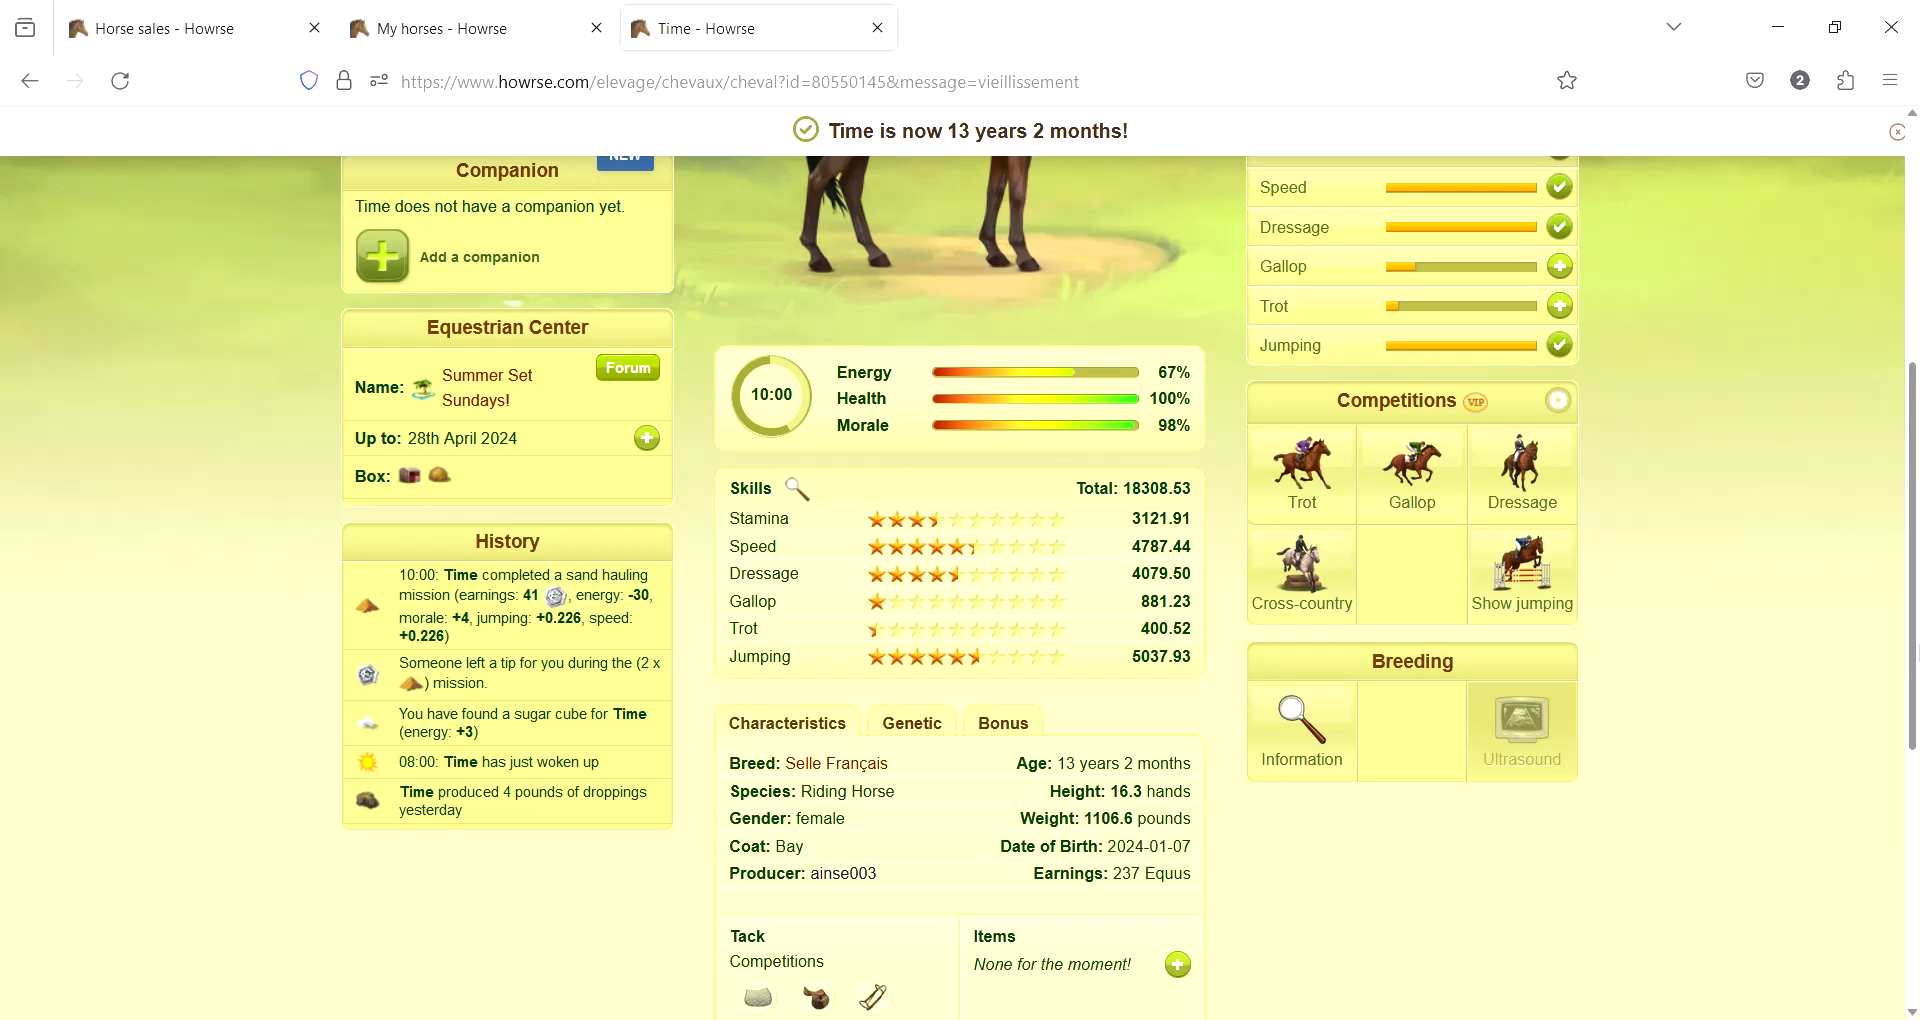 Horse sales - Howrse
My horses - Howrse
Time - Howrse
https://www.howrse.com/elevage/chevaux/cheval?id=80550145&message=vieillissement
2
Time is now 13 years 2 months!
Companion
NEW
Time does not have a companion yet.
Add a companion
Equestrian Center
Name: Summer Set Sundays!
Forum
Up to: 28th April 2024
Box:
History
10:00: Time completed a sand hauling
mission (earnings: 41 , energy: -30,
morale: +4, jumping: +0.226, speed:
+0.226)
Someone left a tip for you during the (2 x
) mission.
You have found a sugar cube for Time
(energy: +3)
08:00: Time has just woken up
Time produced 4 pounds of droppings
yesterday
10:00
Energy 67%
Health 100%
Morale 98%
Skills Total: 18308.53
Stamina 3121.91
Speed 4787.44
Dressage 4079.50
Gallop 881.23
Trot 400.52
Jumping 5037.93
Characteristics Genetic Bonus
Breed: Selle Français Age: 13 years 2 months
Species: Riding Horse Height: 16.3 hands
Gender: female Weight: 1106.6 pounds
Coat: Bay Date of Birth: 2024-01-07
Producer: ainse003 Earnings: 237 Equus
Tack
Competitions
Items
None for the moment!
Speed
Dressage
Gallop
Trot
Jumping
Competitions VIP
Trot Gallop Dressage
Cross-country Show jumping
Breeding
Information Ultrasound